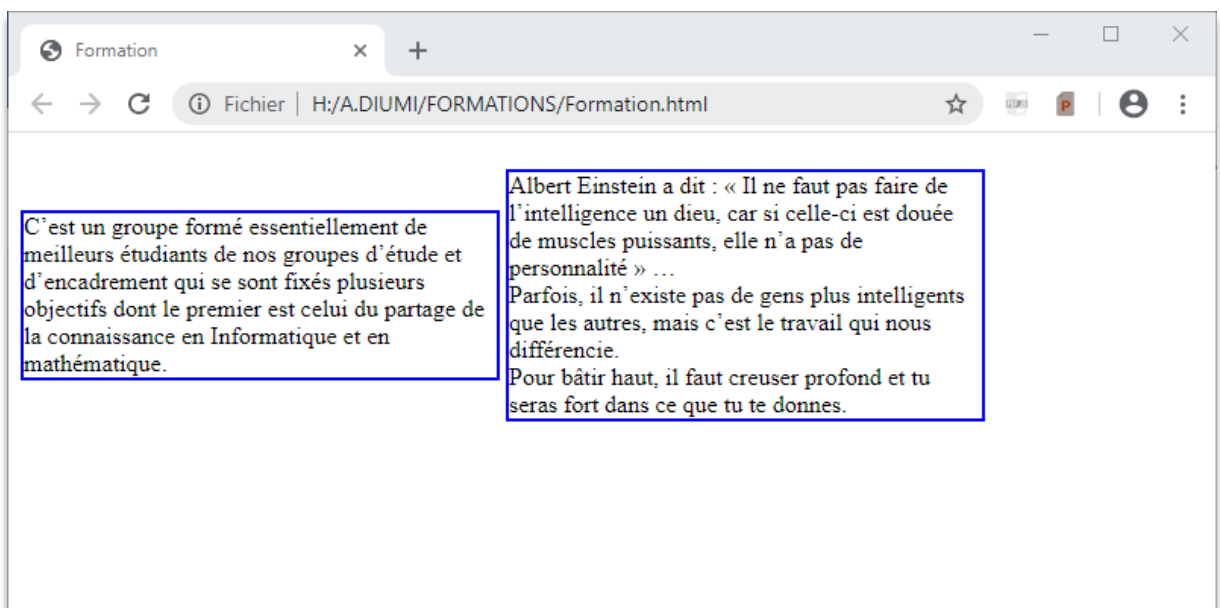 Formation
Fichier | H:/A.DIUMI/FORMATIONS/Formation.html
P
C’est un groupe formé essentiellement de
meilleurs étudiants de nos groupes d’étude et
d’encadrement qui se sont fixés plusieurs
objectifs dont le premier est celui du partage de
la connaissance en Informatique et en
mathématique.
Albert Einstein a dit : « Il ne faut pas faire de
l’intelligence un dieu, car si celle-ci est douée
de muscles puissants, elle n’a pas de
personnalité » …
Parfois, il n’existe pas de gens plus intelligents
que les autres, mais c’est le travail qui nous
différencie.
Pour bâtir haut, il faut creuser profond et tu
seras fort dans ce que tu te donnes.